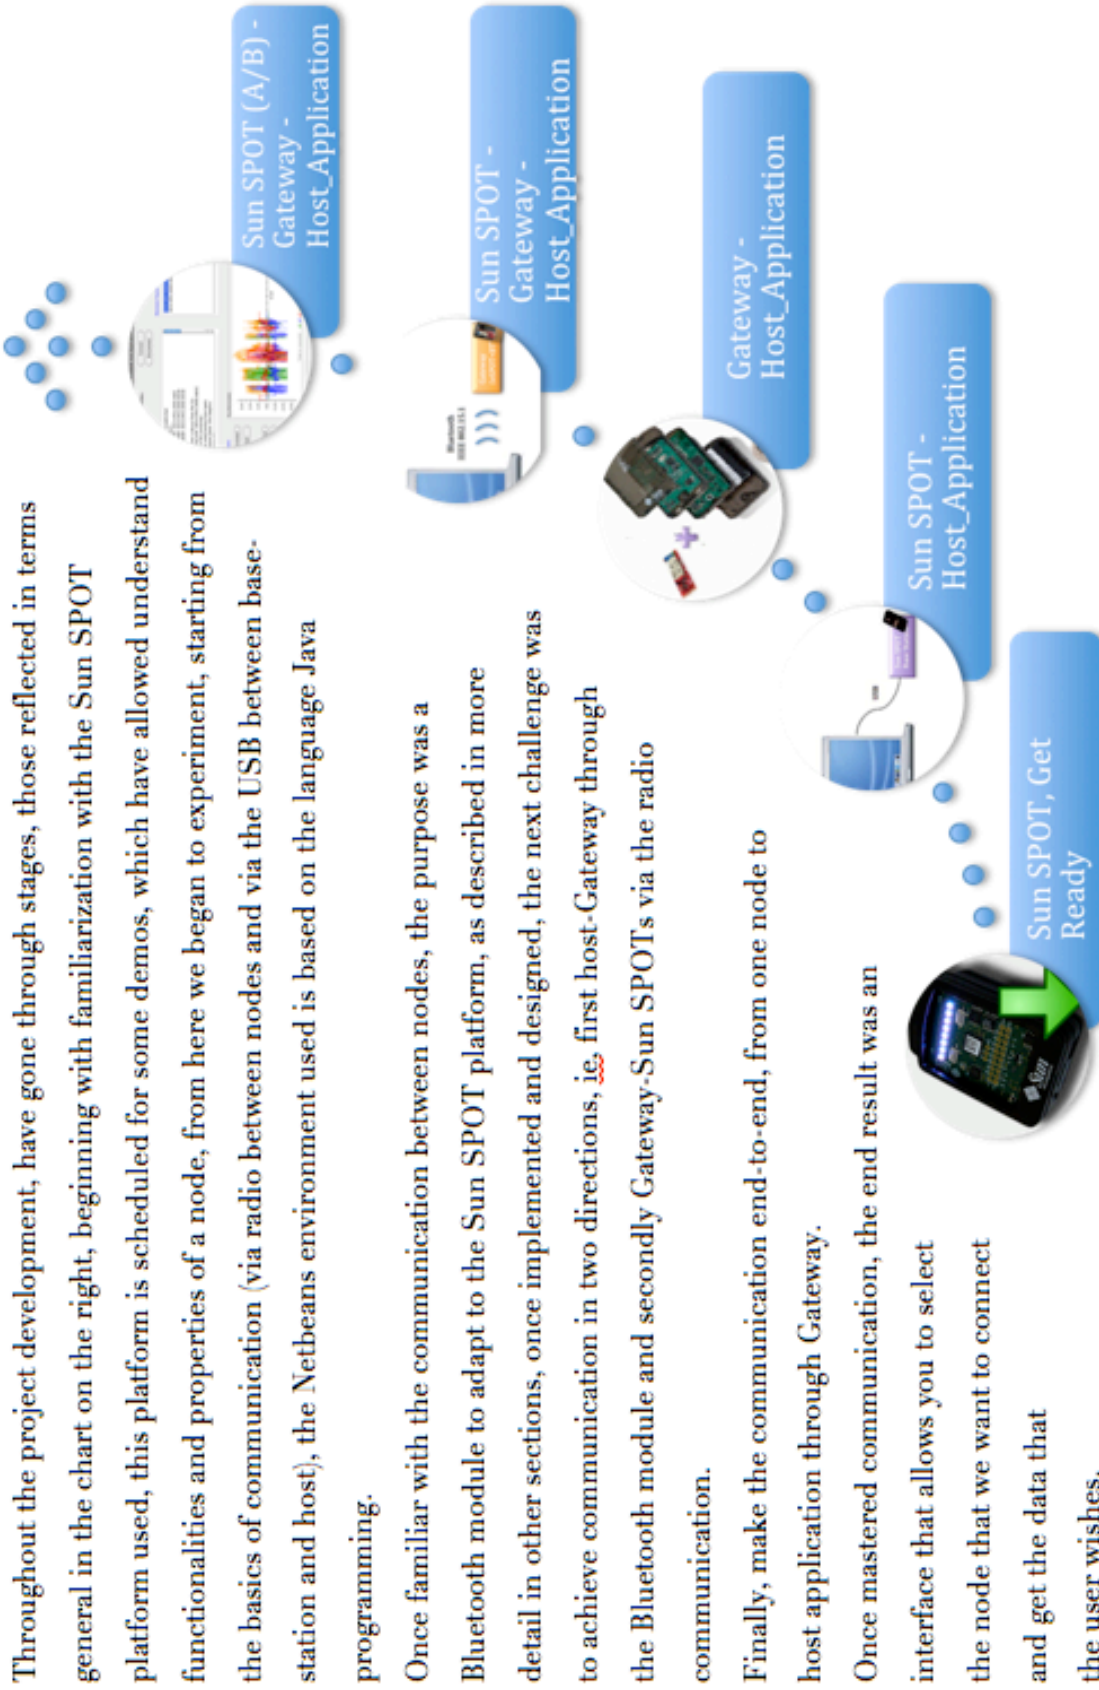 Throughout the project development, have gone through stages, those reflected in terms
general in the chart on the right, beginning with familiarization with the Sun SPOT
platform used, this platform is scheduled for some demos, which have allowed understand
functionalities and properties of a node, from here we began to experiment, starting from
the basics of communication (via radio between nodes and via the USB between base-
station and host), the Netbeans environment used is based on the language Java
programming.
Once familiar with the communication between nodes, the purpose was a
Bluetooth module to adapt to the Sun SPOT platform, as described in more
detail in other sections, once implemented and designed, the next challenge was
to achieve communication in two directions, ie, first host-Gateway through
the Bluetooth module and secondly Gateway-Sun SPOTs via the radio
communication.
Finally, make the communication end-to-end, from one node to
host application through Gateway.
Once mastered communication, the end result was an
interface that allows you to select
the node that we want to connect
and get the data that
the user wishes.
Sun SPOT, Get
Ready
Sun
Sun SPOT -
Host_Application
USB
Gateway -
Host_Application
Sun SPOT -
Gateway -
Host_Application
Bluetooth
IEEE 802.15.1
Sun SPOT (A/B) -
Gateway -
Host_Application